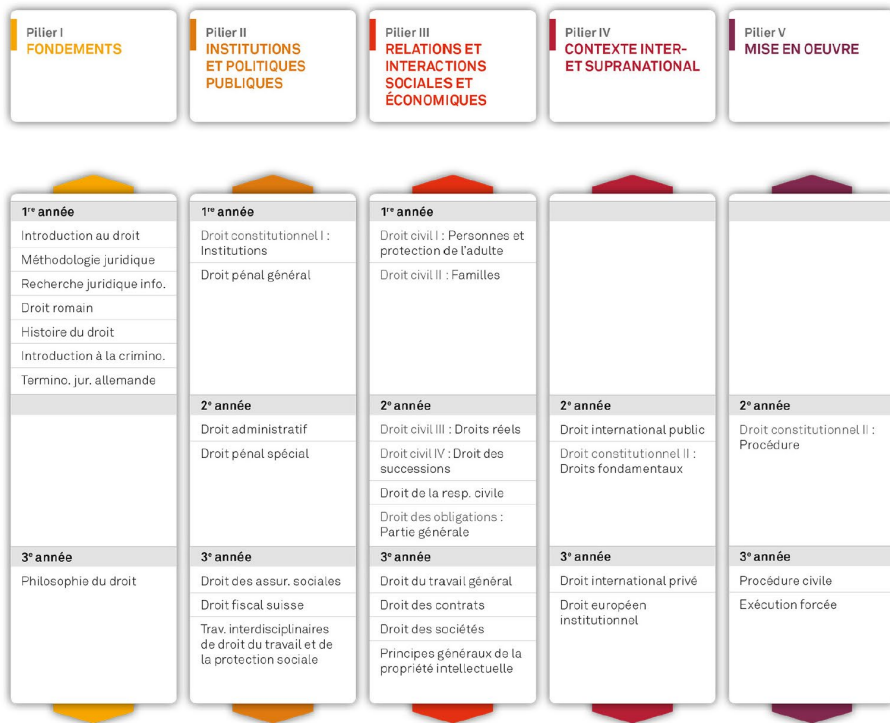 Pilier I
FONDEMENTS
Pilier II
INSTITUTIONS
ET POLITIQUES
PUBLIQUES
Pilier III
RELATIONS ET
INTERACTIONS
SOCIALES ET
ÉCONOMIQUES
Pilier IV
CONTEXTE INTER-
ET SUPRANATIONAL
Pilier V
MISE EN OEUVRE
1re année
Introduction au droit
Méthodologie juridique
Recherche juridique info.
Droit romain
Histoire du droit
Introduction à la crimino.
Termino. jur. allemande
3e année
Philosophie du droit
1re année
Droit constitutionnel I :
Institutions
Droit pénal général
2e année
Droit administratif
Droit pénal spécial
3e année
Droit des assur. sociales
Droit fiscal suisse
Trav. interdisciplinaires
de droit du travail et de
la protection sociale
1re année
Droit civil I : Personnes et
protection de l'adulte
Droit civil II : Familles
2e année
Droit civil III : Droits réels
Droit civil IV : Droit des
successions
Droit de la resp. civile
Droit des obligations :
Partie générale
3e année
Droit du travail général
Droit des contrats
Droit des sociétés
Principes généraux de la
propriété intellectuelle
2e année
Droit international public
Droit constitutionnel II :
Droits fondamentaux
3e année
Droit international privé
Droit européen
institutionnel
2e année
Droit constitutionnel II :
Procédure
3e année
Procédure civile
Exécution forcée